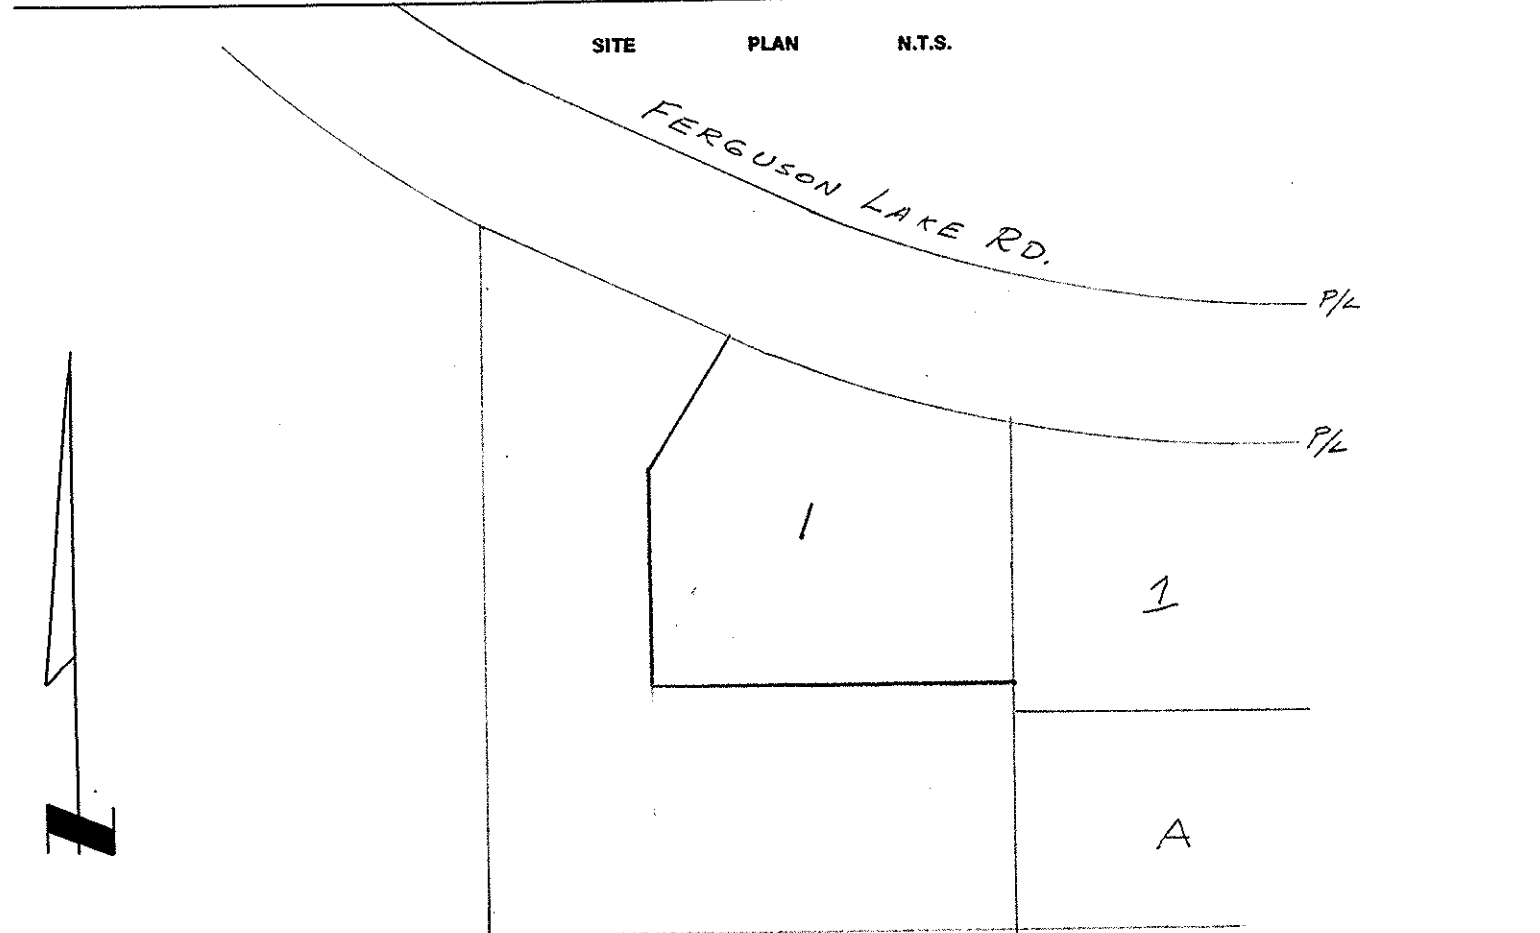 SITE PLAN N.T.S.
FERGUSON LAKE RD.
P/L
P/L
1
1
A